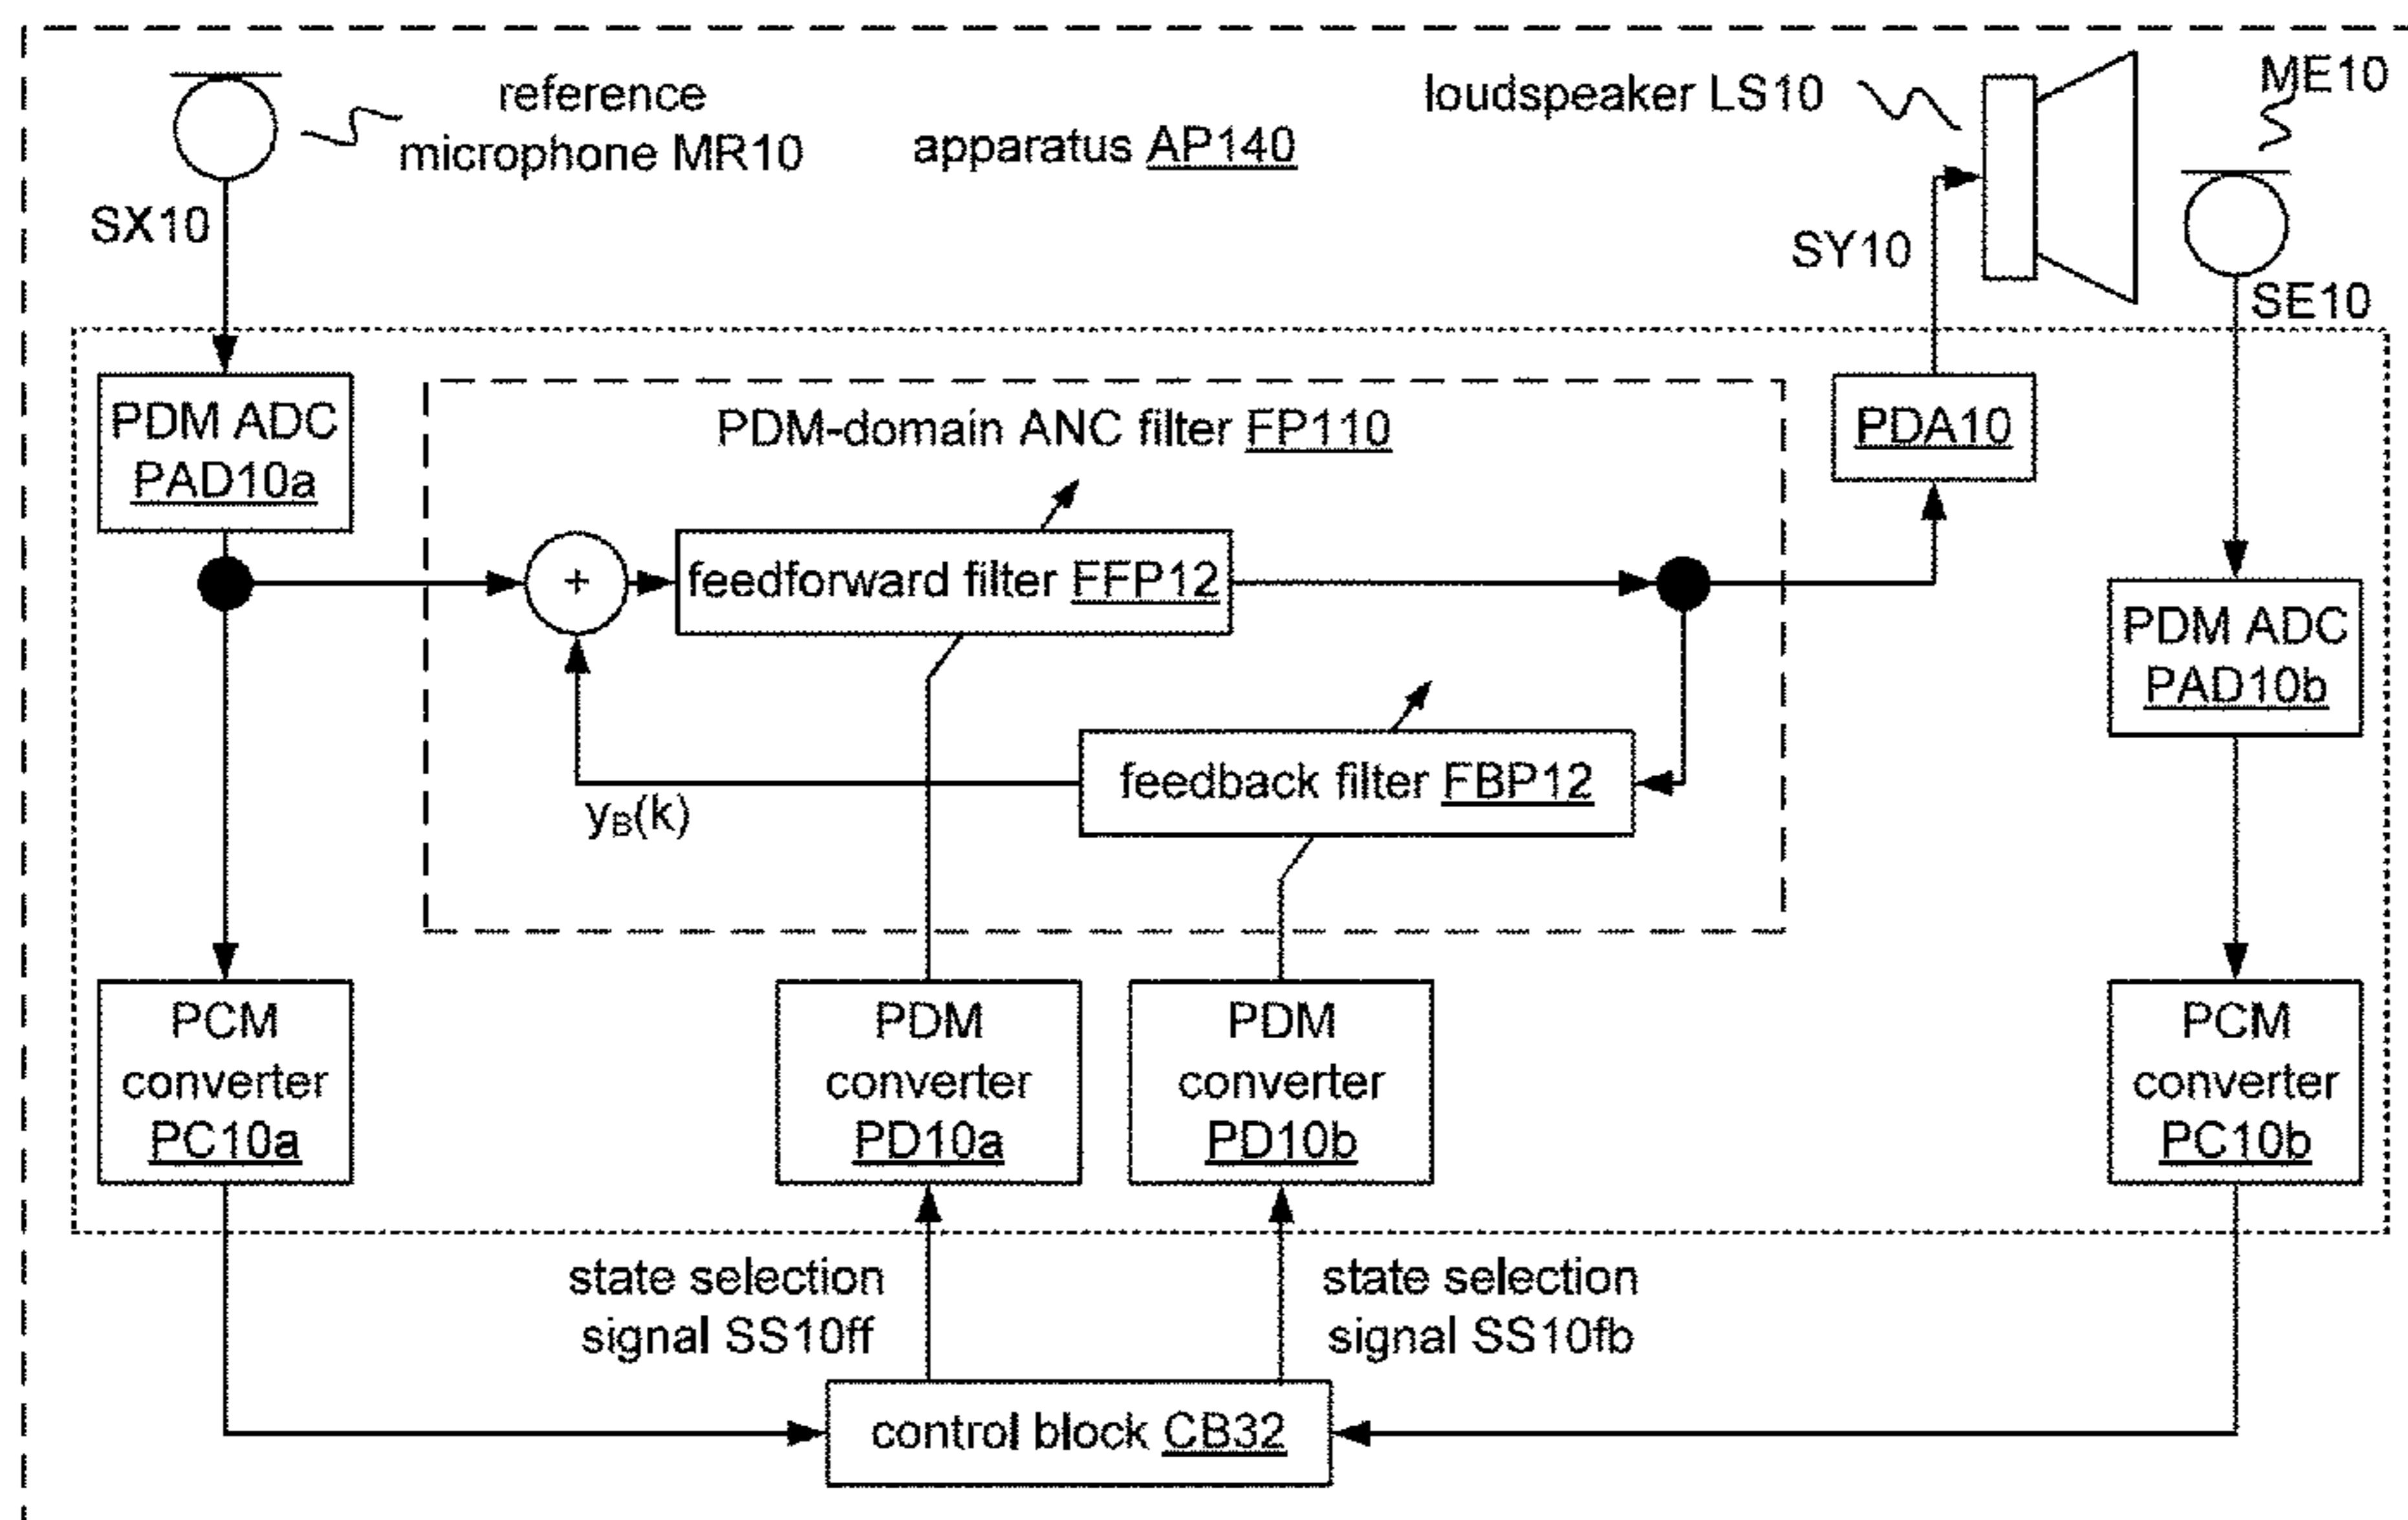 reference
microphone MR10
apparatus AP140
loudspeaker LS10
ME10
SX10
SY10
SE10
PDM ADC
PAD10a
PDM-domain ANC filter FP110
PDA10
+
feedforward filter FFP12
PDM ADC
PAD10b
feedback filter FBP12
yB(k)
PCM
converter
PC10a
PDM
converter
PD10a
PDM
converter
PD10b
PCM
converter
PC10b
state selection
signal SS10ff
state selection
signal SS10fb
control block CB32